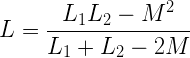 L = \frac{L_1 L_2 - M^2}{L_1 + L_2 - 2M}